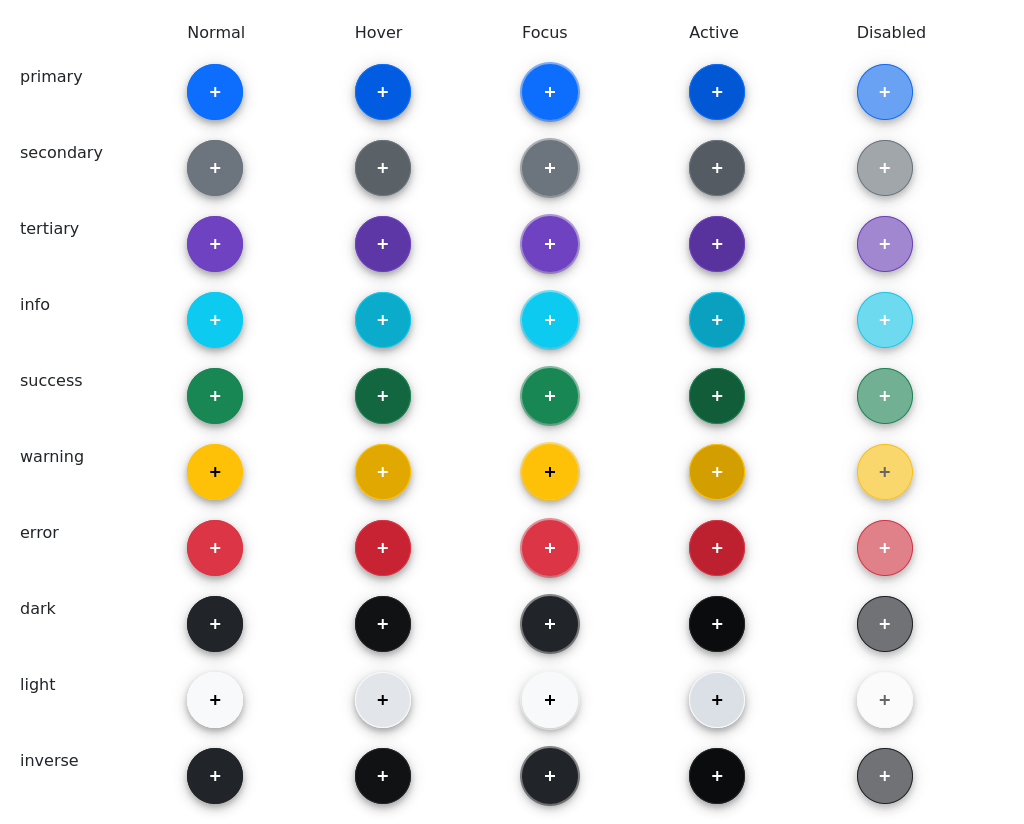 Normal Hover Focus Active Disabled
primary + + + + +
secondary + + + + +
tertiary + + + + +
info + + + + +
success + + + + +
warning + + + + +
error + + + + +
dark + + + + +
light + + + + +
inverse + + + + +